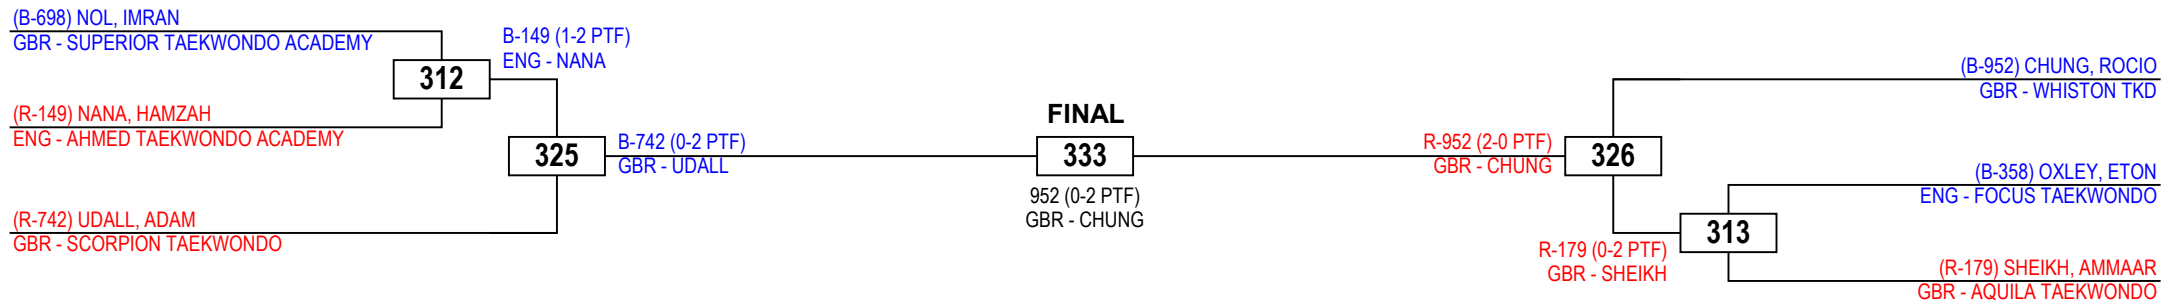 (B-698) NOL, IMRAN
GBR - SUPERIOR TAEKWONDO ACADEMY
B-149 (1-2 PTF)
ENG - NANA
312
(R-149) NANA, HAMZAH
ENG - AHMED TAEKWONDO ACADEMY
325
B-742 (0-2 PTF)
GBR - UDALL
(R-742) UDALL, ADAM
GBR - SCORPION TAEKWONDO
FINAL
333
952 (0-2 PTF)
GBR - CHUNG
R-952 (2-0 PTF)
GBR - CHUNG
326
(B-952) CHUNG, ROCIO
GBR - WHISTON TKD
(B-358) OXLEY, ETON
ENG - FOCUS TAEKWONDO
313
R-179 (0-2 PTF)
GBR - SHEIKH
(R-179) SHEIKH, AMMAAR
GBR - AQUILA TAEKWONDO